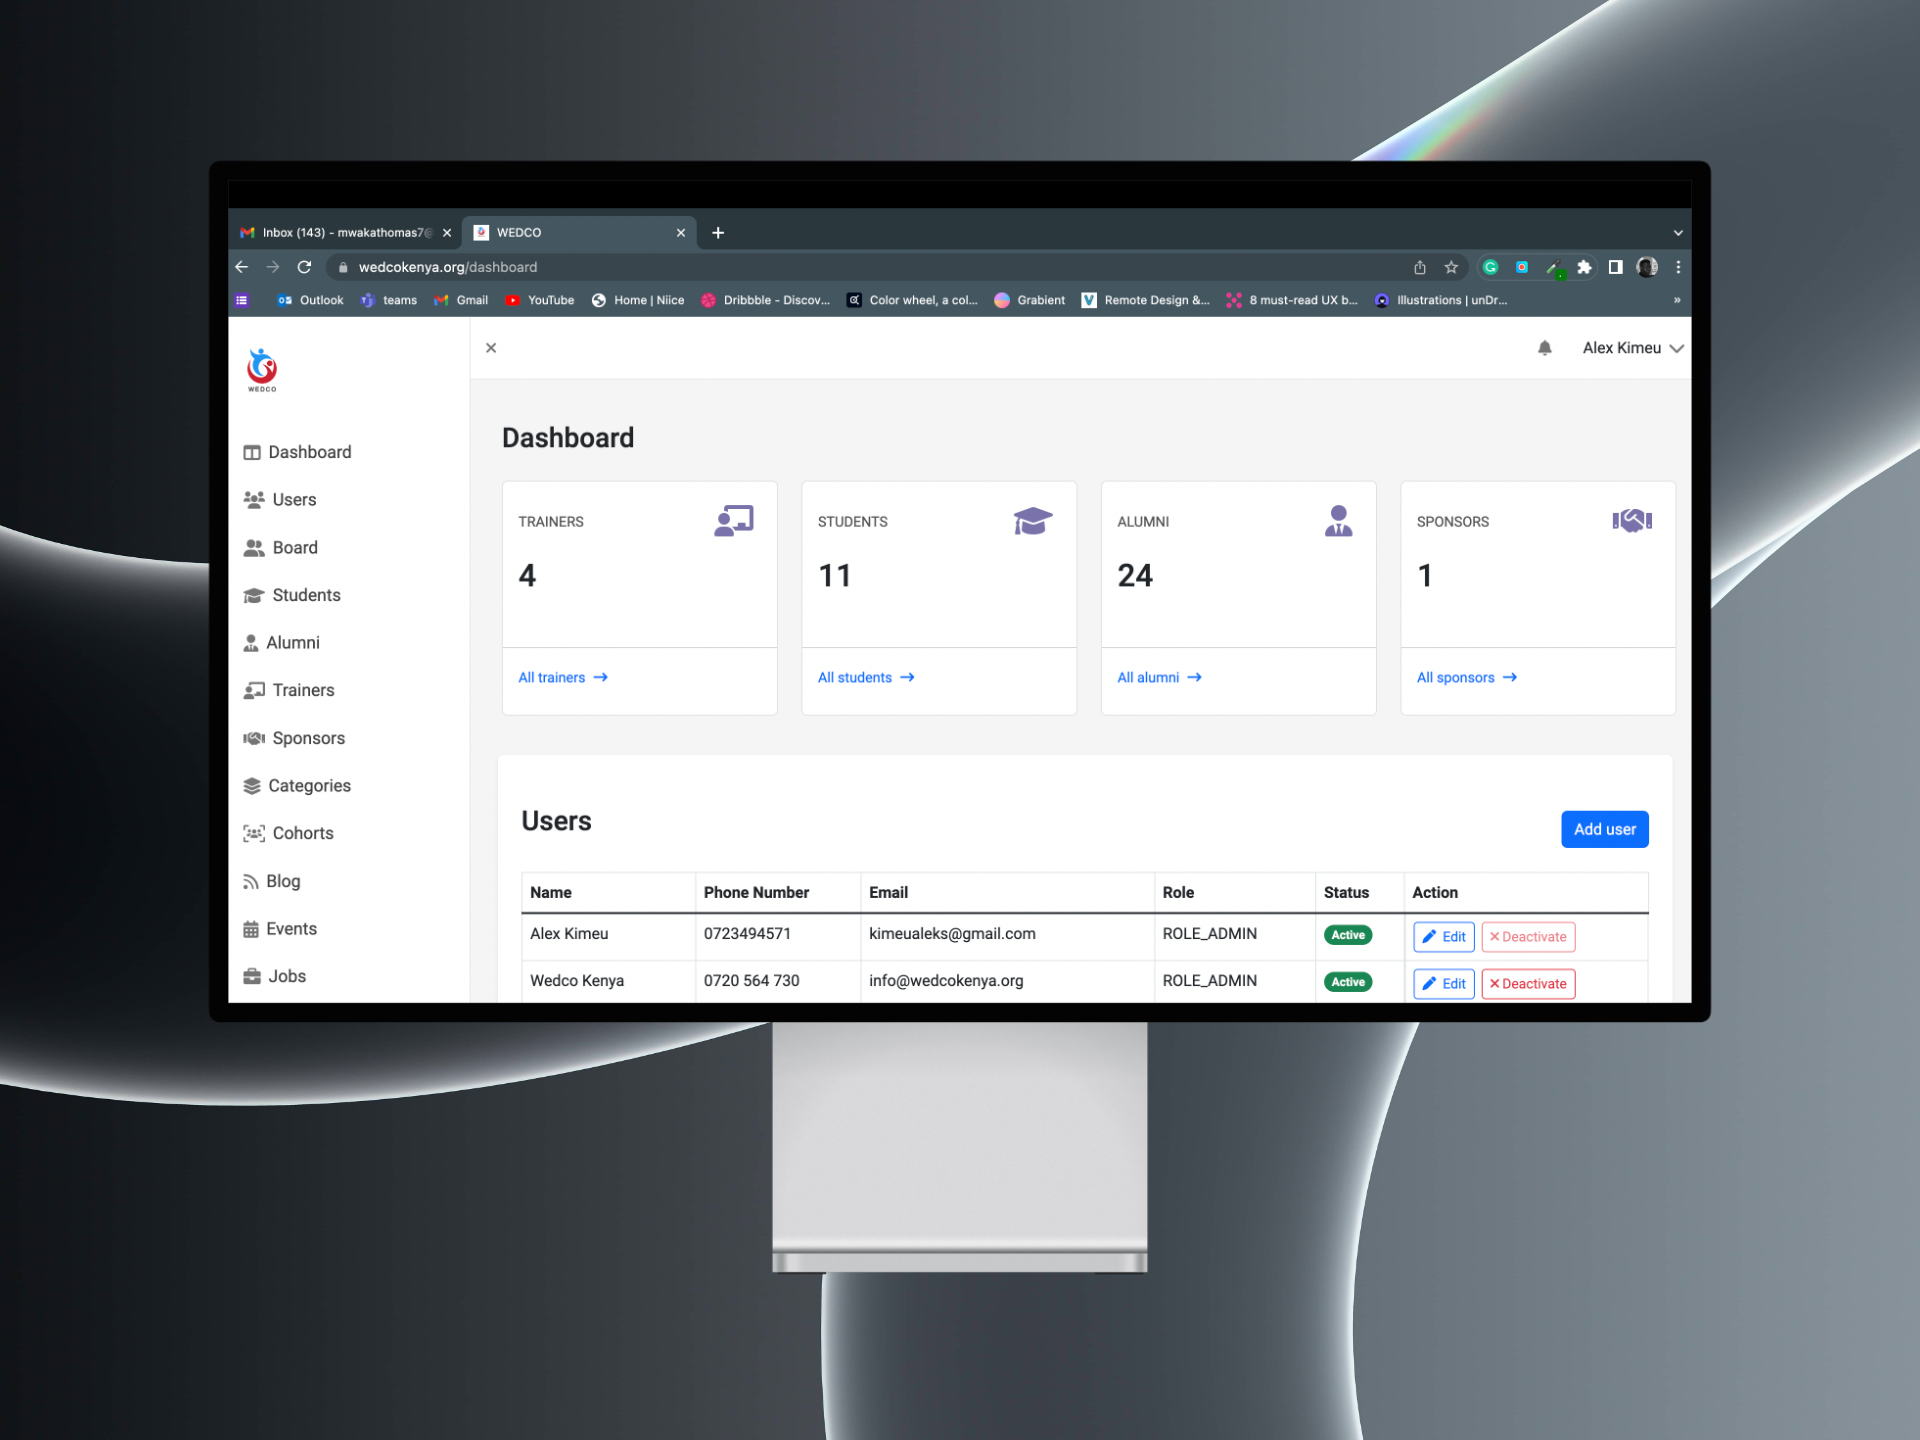 Inbox (143) - mwakathomas7@
WEDCO
wedcokenya.org/dashboard
Outlook
teams
Gmail
YouTube
Home | Niice
Dribbble - Discov...
Color wheel, a col...
Grabient
Remote Design &...
8 must-read UX b...
Illustrations | unDr...
»
WEDCO
Alex Kimeu
Dashboard
Users
Board
Students
Alumni
Trainers
Sponsors
Categories
Cohorts
Blog
Events
Jobs
Dashboard
TRAINERS
4
All trainers →
STUDENTS
11
All students →
ALUMNI
24
All alumni →
SPONSORS
1
All sponsors →
Users
Add user
Name Phone Number Email Role Status Action
Alex Kimeu 0723494571 kimeualeks@gmail.com ROLE_ADMIN Active Edit Deactivate
Wedco Kenya 0720 564 730 info@wedcokenya.org ROLE_ADMIN Active Edit Deactivate